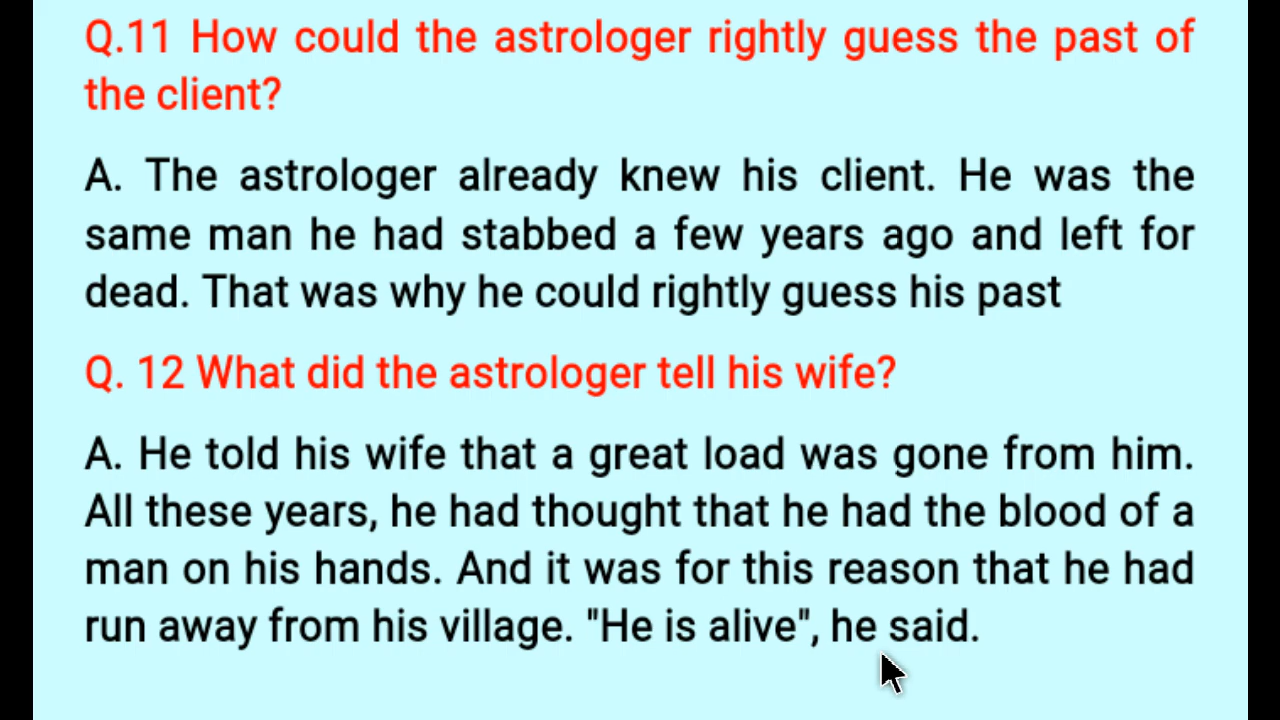 Q.11 How could the astrologer rightly guess the past of
the client?
A. The astrologer already knew his client. He was the
same man he had stabbed a few years ago and left for
dead. That was why he could rightly guess his past
Q. 12 What did the astrologer tell his wife?
A. He told his wife that a great load was gone from him.
All these years, he had thought that he had the blood of a
man on his hands. And it was for this reason that he had
run away from his village. "He is alive", he said.